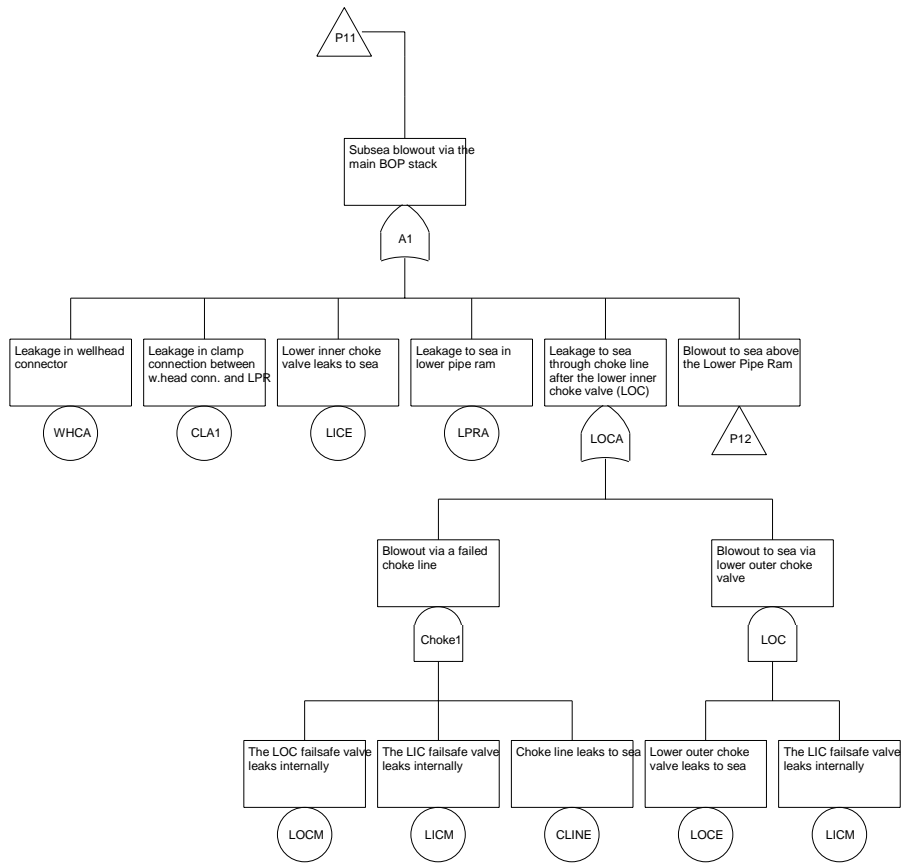 P11
Subsea blowout via the
main BOP stack
A1
Leakage in wellhead
connector
WHCA
Leakage in clamp
connection between
w.head conn. and LPR
CLA1
Lower inner choke
valve leaks to sea
LICE
Leakage to sea in
lower pipe ram
LPRA
Leakage to sea
through choke line
after the lower inner
choke valve (LOC)
LOCA
Blowout to sea above
the Lower Pipe Ram
P12
Blowout via a failed
choke line
Choke1
Blowout to sea via
lower outer choke
valve
LOC
The LOC failsafe valve
leaks internally
LOCM
The LIC failsafe valve
leaks internally
LICM
Choke line leaks to sea
CLINE
Lower outer choke
valve leaks to sea
LOCE
The LIC failsafe valve
leaks internally
LICM